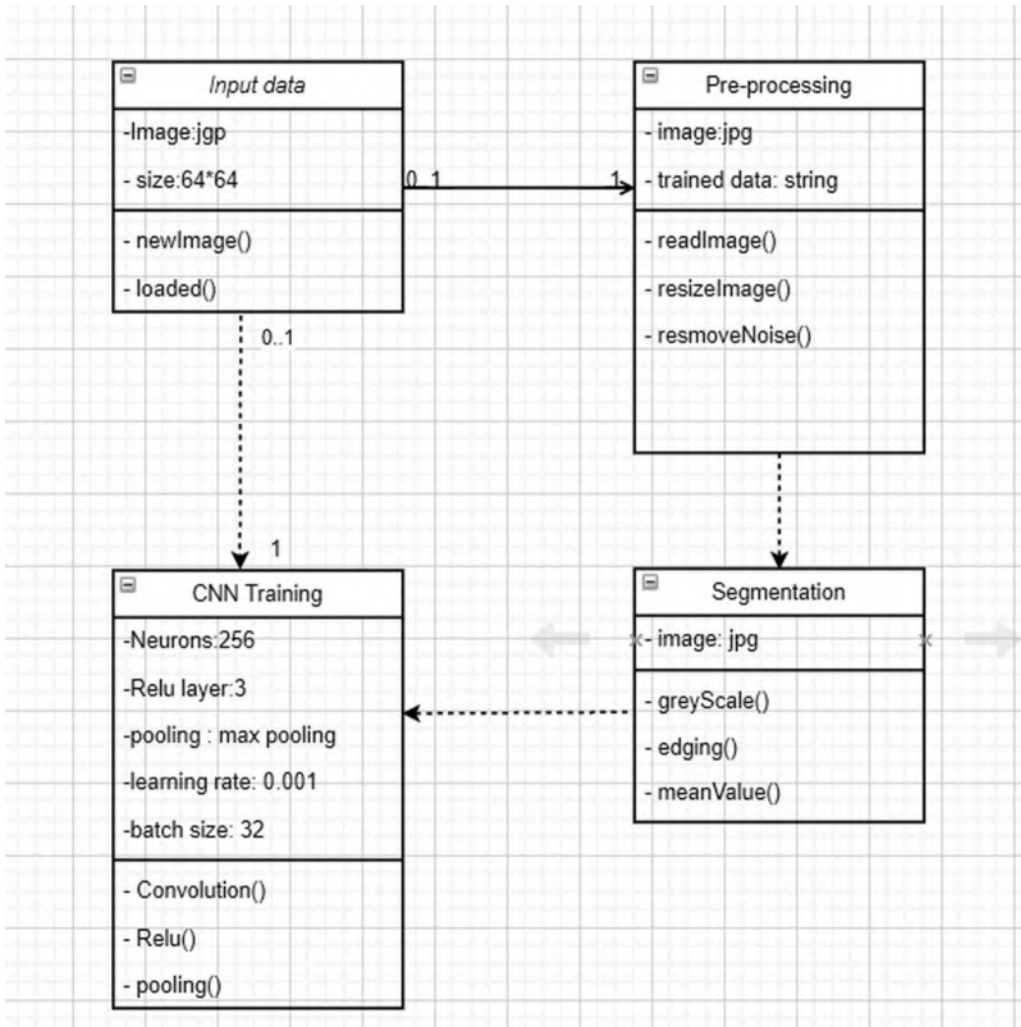 Input data
-Image:jgp
- size:64*64
- newImage()
- loaded()
0..1
1
Pre-processing
- image:jpg
- trained data: string
- readImage()
- resizeImage()
- resmoveNoise()
0..1
1
CNN Training
-Neurons:256
-Relu layer:3
-pooling : max pooling
-learning rate: 0.001
-batch size: 32
- Convolution()
- Relu()
- pooling()
Segmentation
- image: jpg
- greyScale()
- edging()
- meanValue()